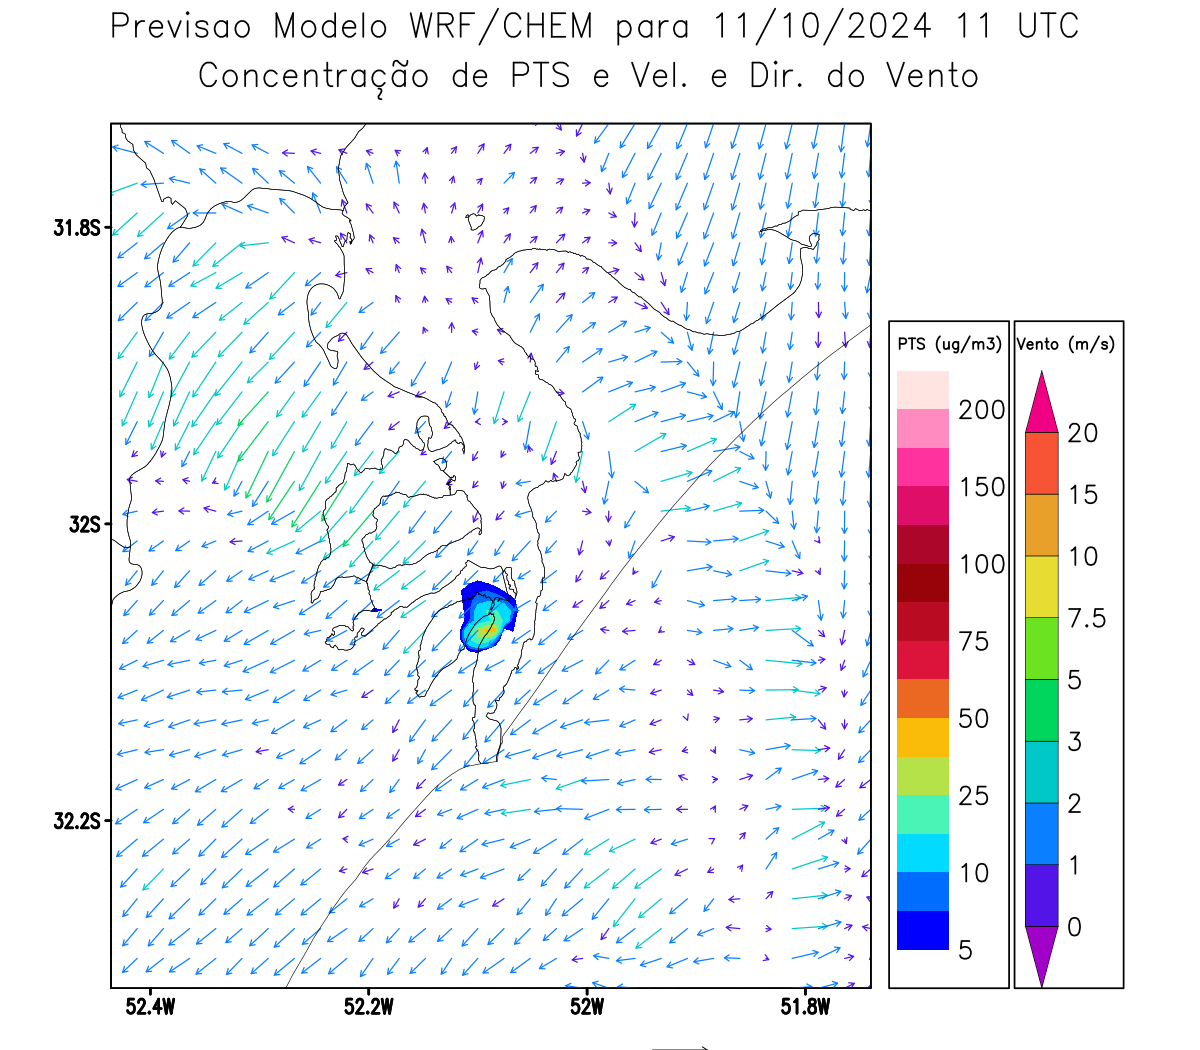 Previsao Modelo WRF/CHEM para 11/10/2024 11 UTC
Concentração de PTS e Vel. e Dir. do Vento
31.8S
32S
32.2S
52.4W 52.2W 52W 51.8W
PTS (ug/m3)
200
150
100
75
50
25
10
5
Vento (m/s)
20
15
10
7.5
5
3
2
1
0